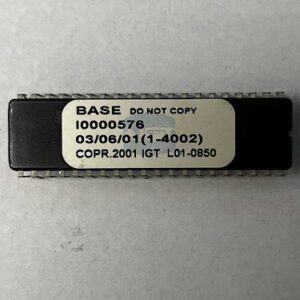 BASE DO NOT COPY
I0000576
03/06/01(1-4002)
COPR.2001 IGT L01-0850